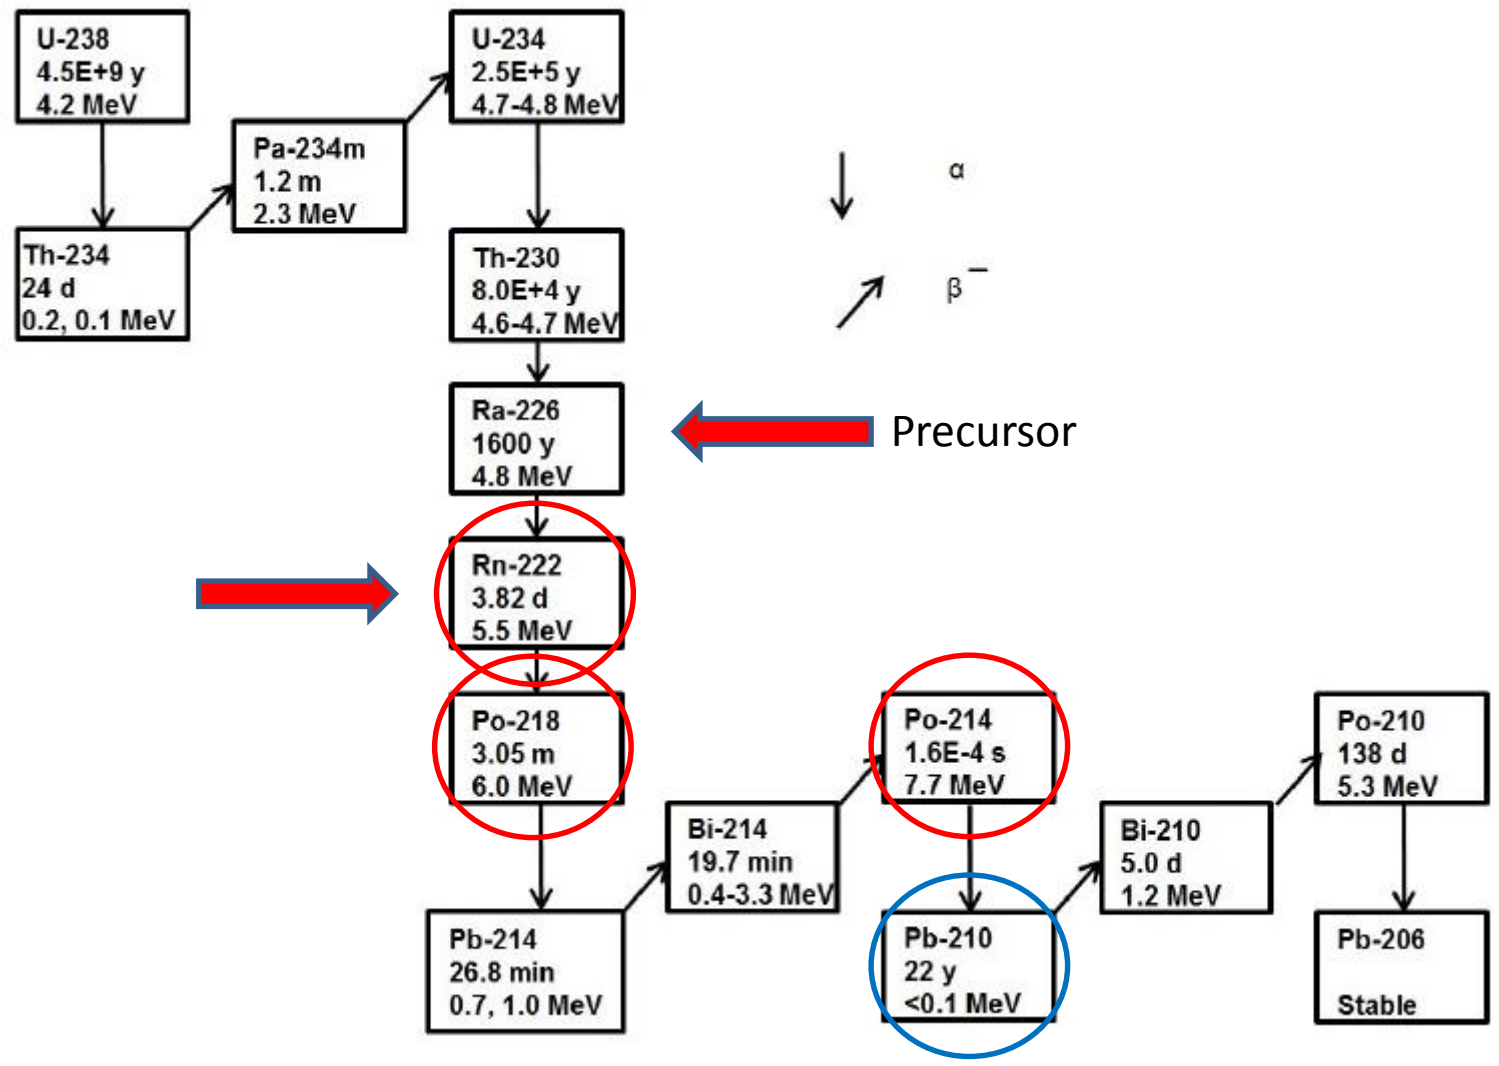 U-238
4.5E+9 y
4.2 MeV
U-234
2.5E+5 y
4.7-4.8 MeV
Pa-234m
1.2 m
2.3 MeV
α
Th-234
24 d
0.2, 0.1 MeV
Th-230
8.0E+4 y
4.6-4.7 MeV
β⁻
Ra-226
1600 y
4.8 MeV
Precursor
Rn-222
3.82 d
5.5 MeV
Po-218
3.05 m
6.0 MeV
Po-214
1.6E-4 s
7.7 MeV
Po-210
138 d
5.3 MeV
Bi-214
19.7 min
0.4-3.3 MeV
Bi-210
5.0 d
1.2 MeV
Pb-214
26.8 min
0.7, 1.0 MeV
Pb-210
22 y
<0.1 MeV
Pb-206
Stable